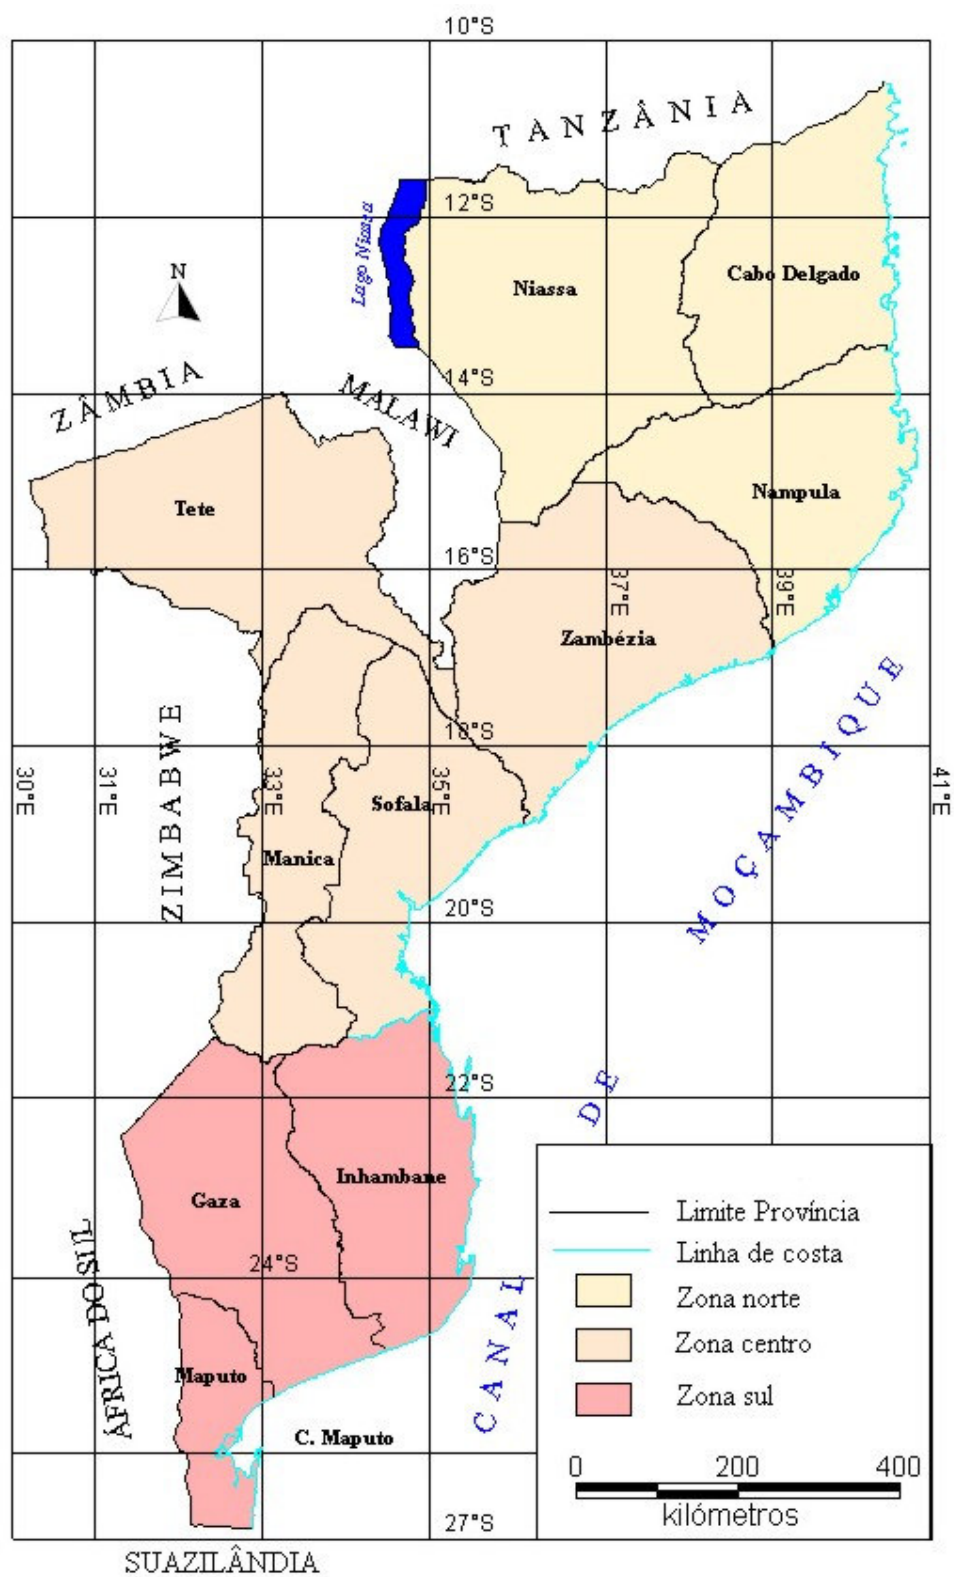 10°S
TANZÂNIA
12°S
Lago Niassa
Cabo Delgado
Niassa
N
ZÂMBIA
MALAWI
14°S
Nampula
Tete
16°S
37°E
39°E
Zambézia
ZIMBABWE
18°S
30°E
31°E
33°E
35°E
41°E
Sofala
Manica
20°S
CANAL DE MOÇAMBIQUE
22°S
Inhambane
Gaza
24°S
ÁFRICA DO SUL
Maputo
C. Maputo
27°S
SUAZILÂNDIA
Limite Província
Linha de costa
Zona norte
Zona centro
Zona sul
0 200 400
kilómetros